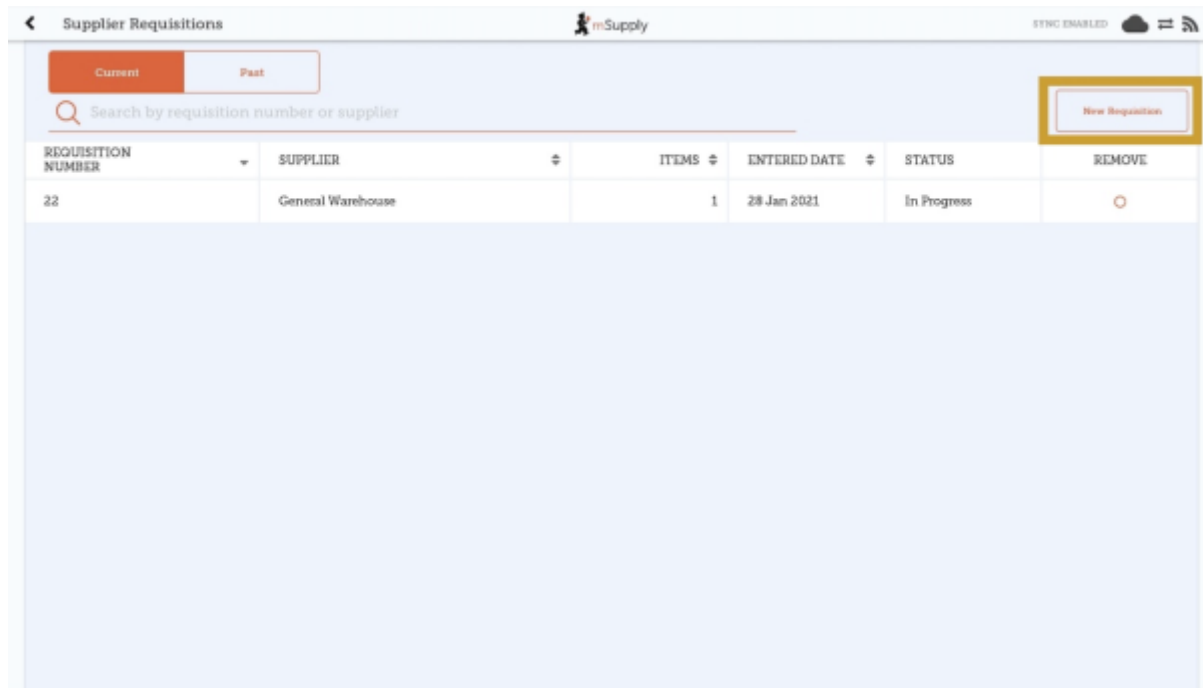 Supplier Requisitions
mSupply
SYNC ENABLED
Current
Past
Search by requisition number or supplier
New Requisition
REQUISITION
NUMBER
SUPPLIER
ITEMS
ENTERED DATE
STATUS
REMOVE
22
General Warehouse
1
28 Jan 2021
In Progress